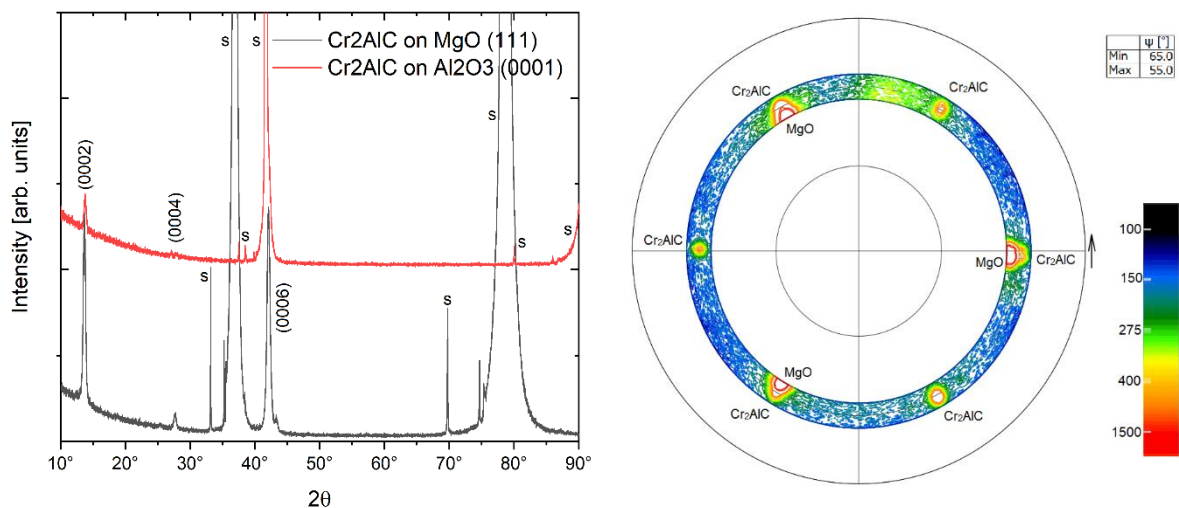 Cr2AlC on MgO (111)
Cr2AlC on Al2O3 (0001)
s
s
s
s
s
s
s
s
s
(0002)
(0004)
(0006)
Intensity [arb. units]
10°
20
30
40
50
60
70
80
90°
2θ
ψ [°]
Min 65.0
Max 55.0
Cr₂AlC
MgO
Cr₂AlC
Cr₂AlC
MgO
Cr₂AlC
MgO
Cr₂AlC
Cr₂AlC
100
150
275
400
1500